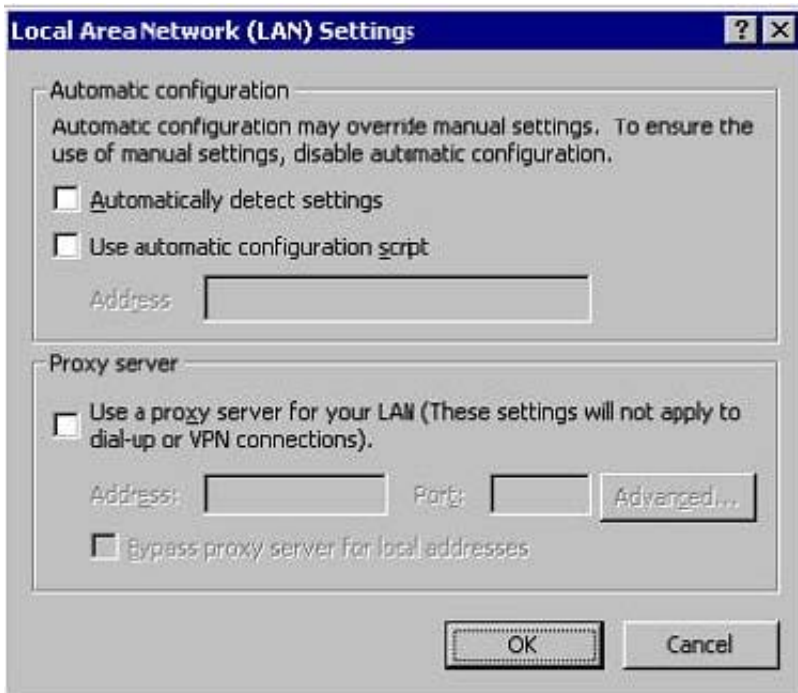 Local Area Network (LAN) Settings
Automatic configuration
Automatic configuration may override manual settings. To ensure the
use of manual settings, disable automatic configuration.
Automatically detect settings
Use automatic configuration script
Address
Proxy server
Use a proxy server for your LAN (These settings will not apply to
dial-up or VPN connections).
Address: Port: Advanced...
Bypass proxy server for local addresses
OK Cancel